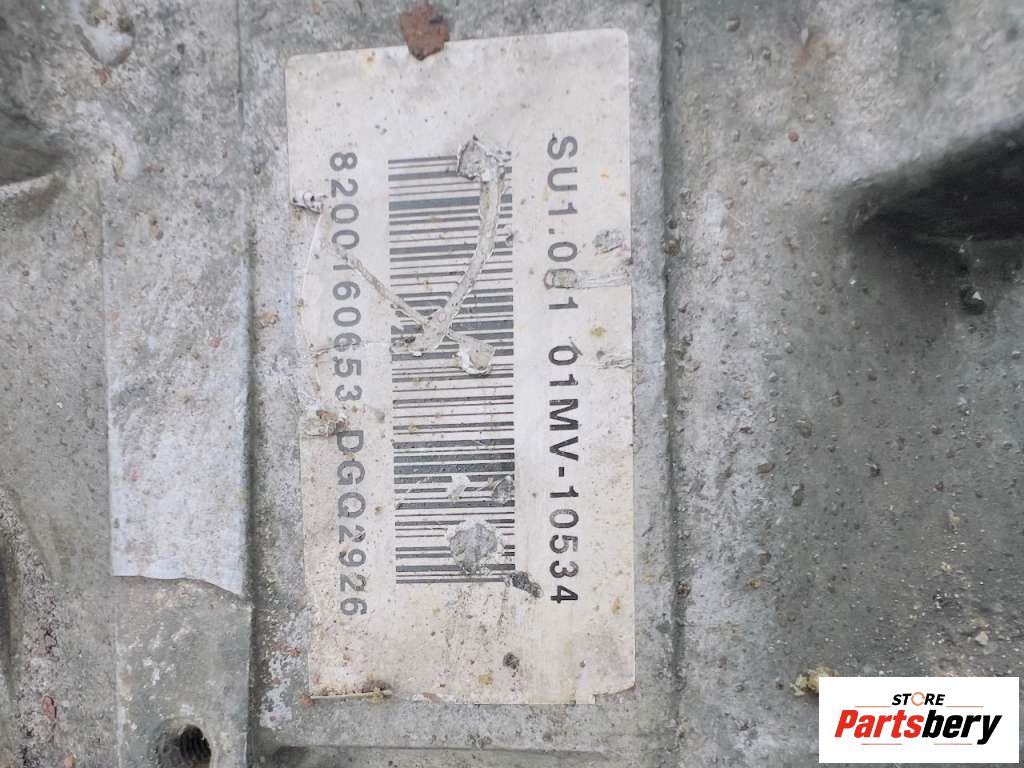 SU1.001 01MV-10534
8200160653 DGQ2926
STORE
Partsbery